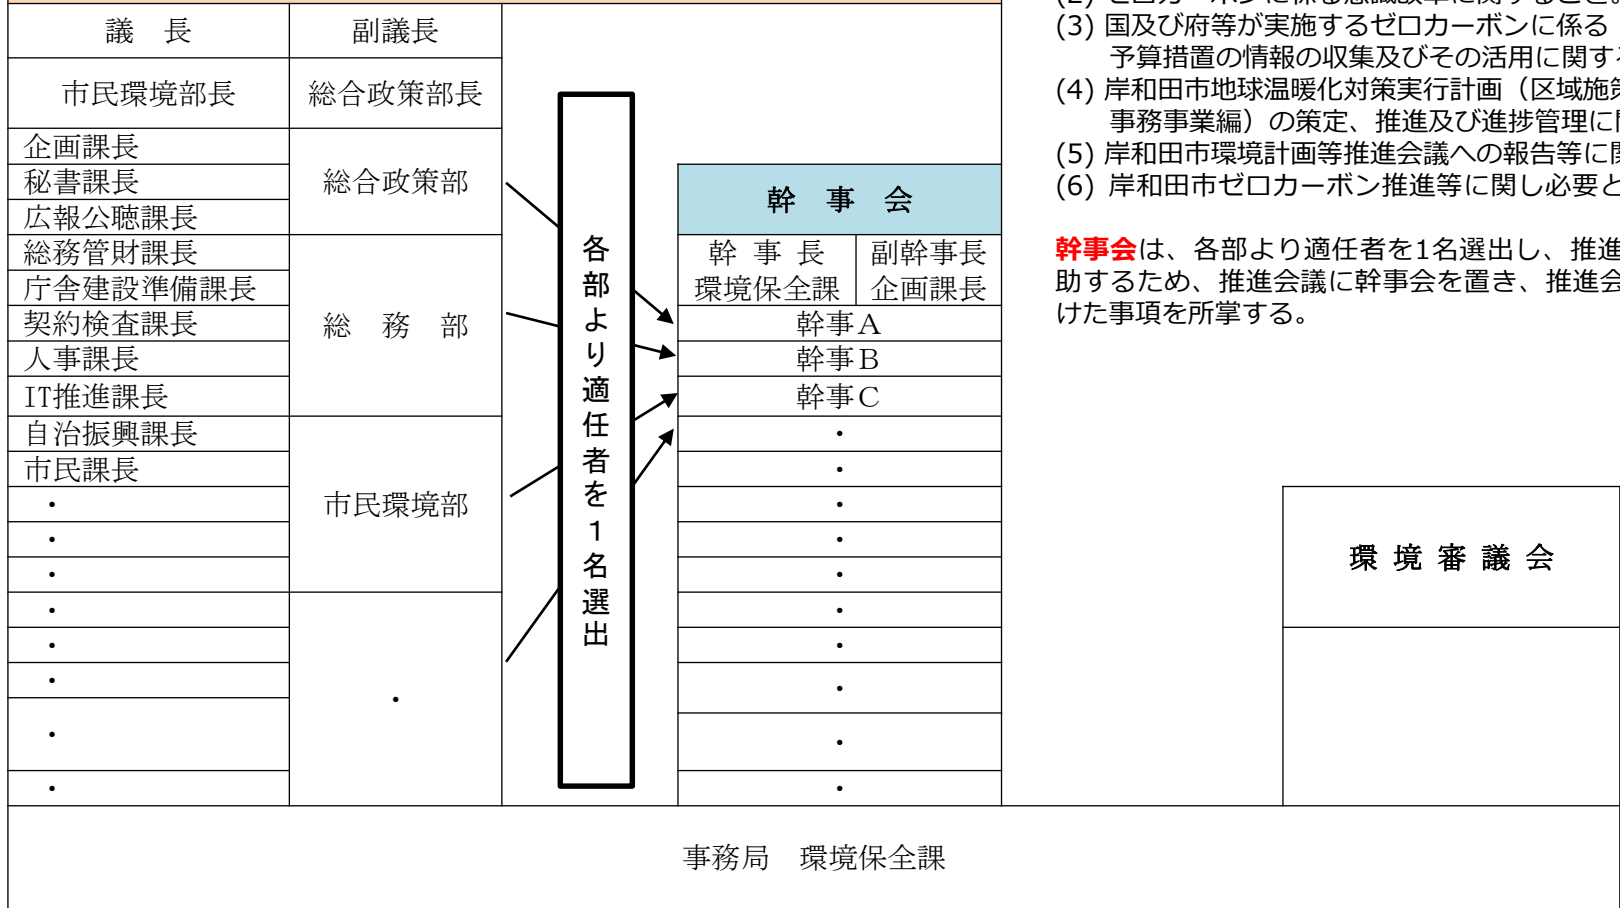 議　長
副議長
市民環境部長
総合政策部長
企画課長
秘書課長
広報公聴課長
総合政策部
総務管財課長
庁舎建設準備課長
契約検査課長
人事課長
IT推進課長
総　務　部
自治振興課長
市民課長
・
・
・
市民環境部
・
・
・
・
・
・
各部より適任者を１名選出
幹　事　会
幹　事　長
副幹事長
環境保全課
企画課長
幹事A
幹事B
幹事C
・
・
・
・
・
・
・
・
・
・
(3) 国及び府等が実施するゼロカーボンに係る
予算措置の情報の収集及びその活用に関す
(4) 岸和田市地球温暖化対策実行計画（区域施策
事務事業編）の策定、推進及び進捗管理に
(5) 岸和田市環境計画等推進会議への報告等に
(6) 岸和田市ゼロカーボン推進等に関し必要と
幹事会は、各部より適任者を1名選出し、推進
助するため、推進会議に幹事会を置き、推進会
けた事項を所掌する。
環境審議会
事務局　環境保全課